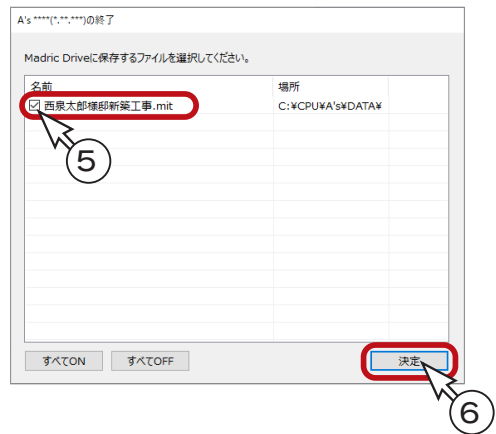 A's ****(*.**.***)の終了
Madric Driveに保存するファイルを選択してください。
名前 場所
西泉太郎様邸新築工事.mit C:¥CPU¥A's¥DATA¥
⑤
すべてON すべてOFF 決定
⑥